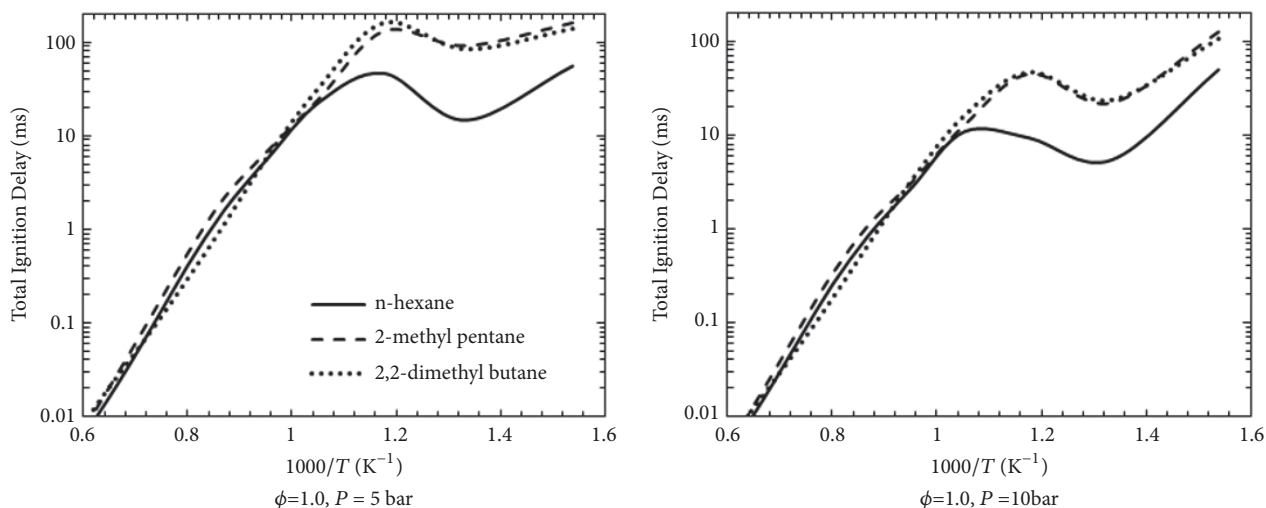 Total Ignition Delay (ms)
100
10
1
0.1
0.01
n-hexane
2-methyl pentane
2,2-dimethyl butane
0.6 0.8 1 1.2 1.4 1.6
1000/T (K⁻¹)
ϕ=1.0, P = 5 bar
Total Ignition Delay (ms)
100
10
1
0.1
0.01
0.6 0.8 1 1.2 1.4 1.6
1000/T (K⁻¹)
ϕ=1.0, P =10bar